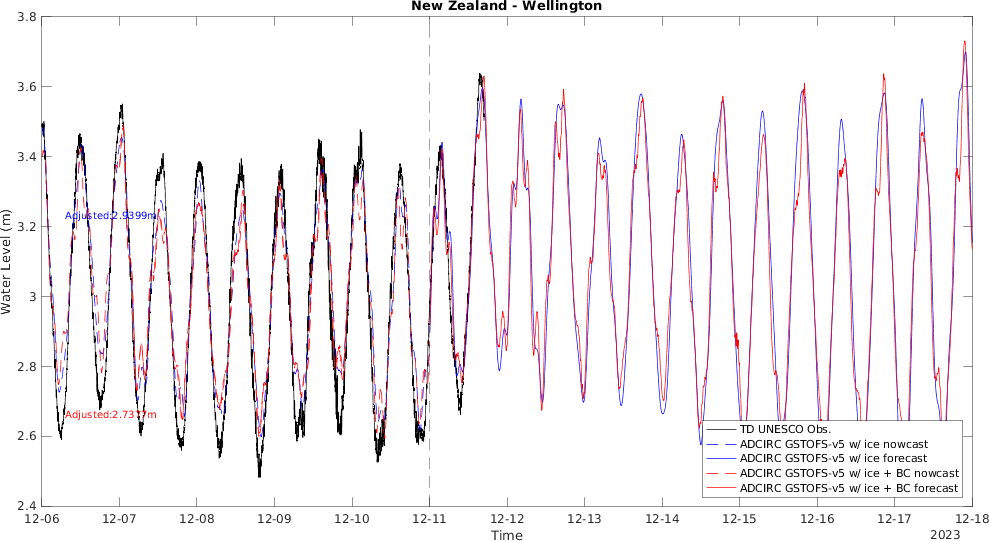 New Zealand - Wellington
3.8
3.6
3.4
3.2
3
2.8
2.6
2.4
Water Level (m)
Adjusted:2.9399m
Adjusted:2.7377m
TD UNESCO Obs.
ADCIRC GSTOFS-v5 w/ ice nowcast
ADCIRC GSTOFS-v5 w/ ice forecast
ADCIRC GSTOFS-v5 w/ ice + BC nowcast
ADCIRC GSTOFS-v5 w/ ice + BC forecast
12-06 12-07 12-08 12-09 12-10 12-11 12-12 12-13 12-14 12-15 12-16 12-17 12-18
Time
2023